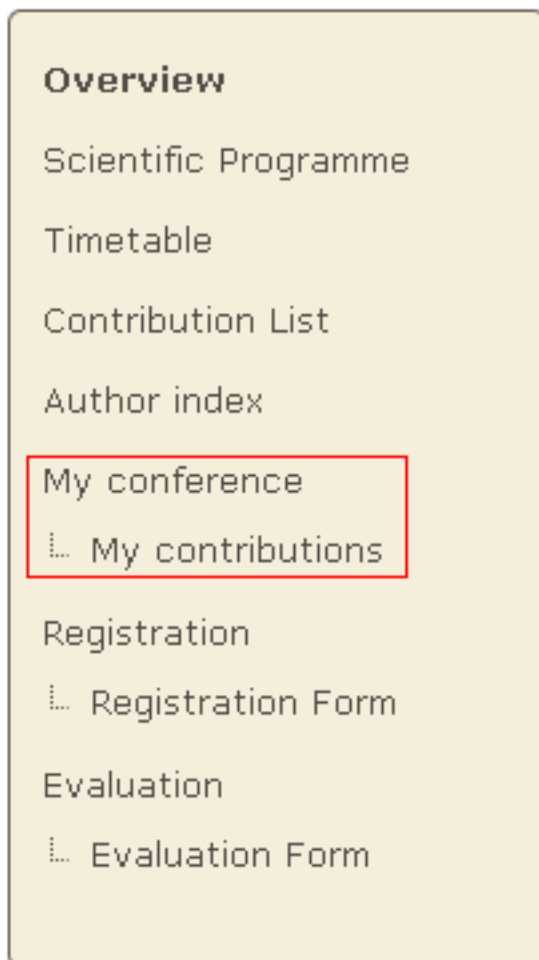 Overview
Scientific Programme
Timetable
Contribution List
Author index
My conference
My contributions
Registration
Registration Form
Evaluation
Evaluation Form